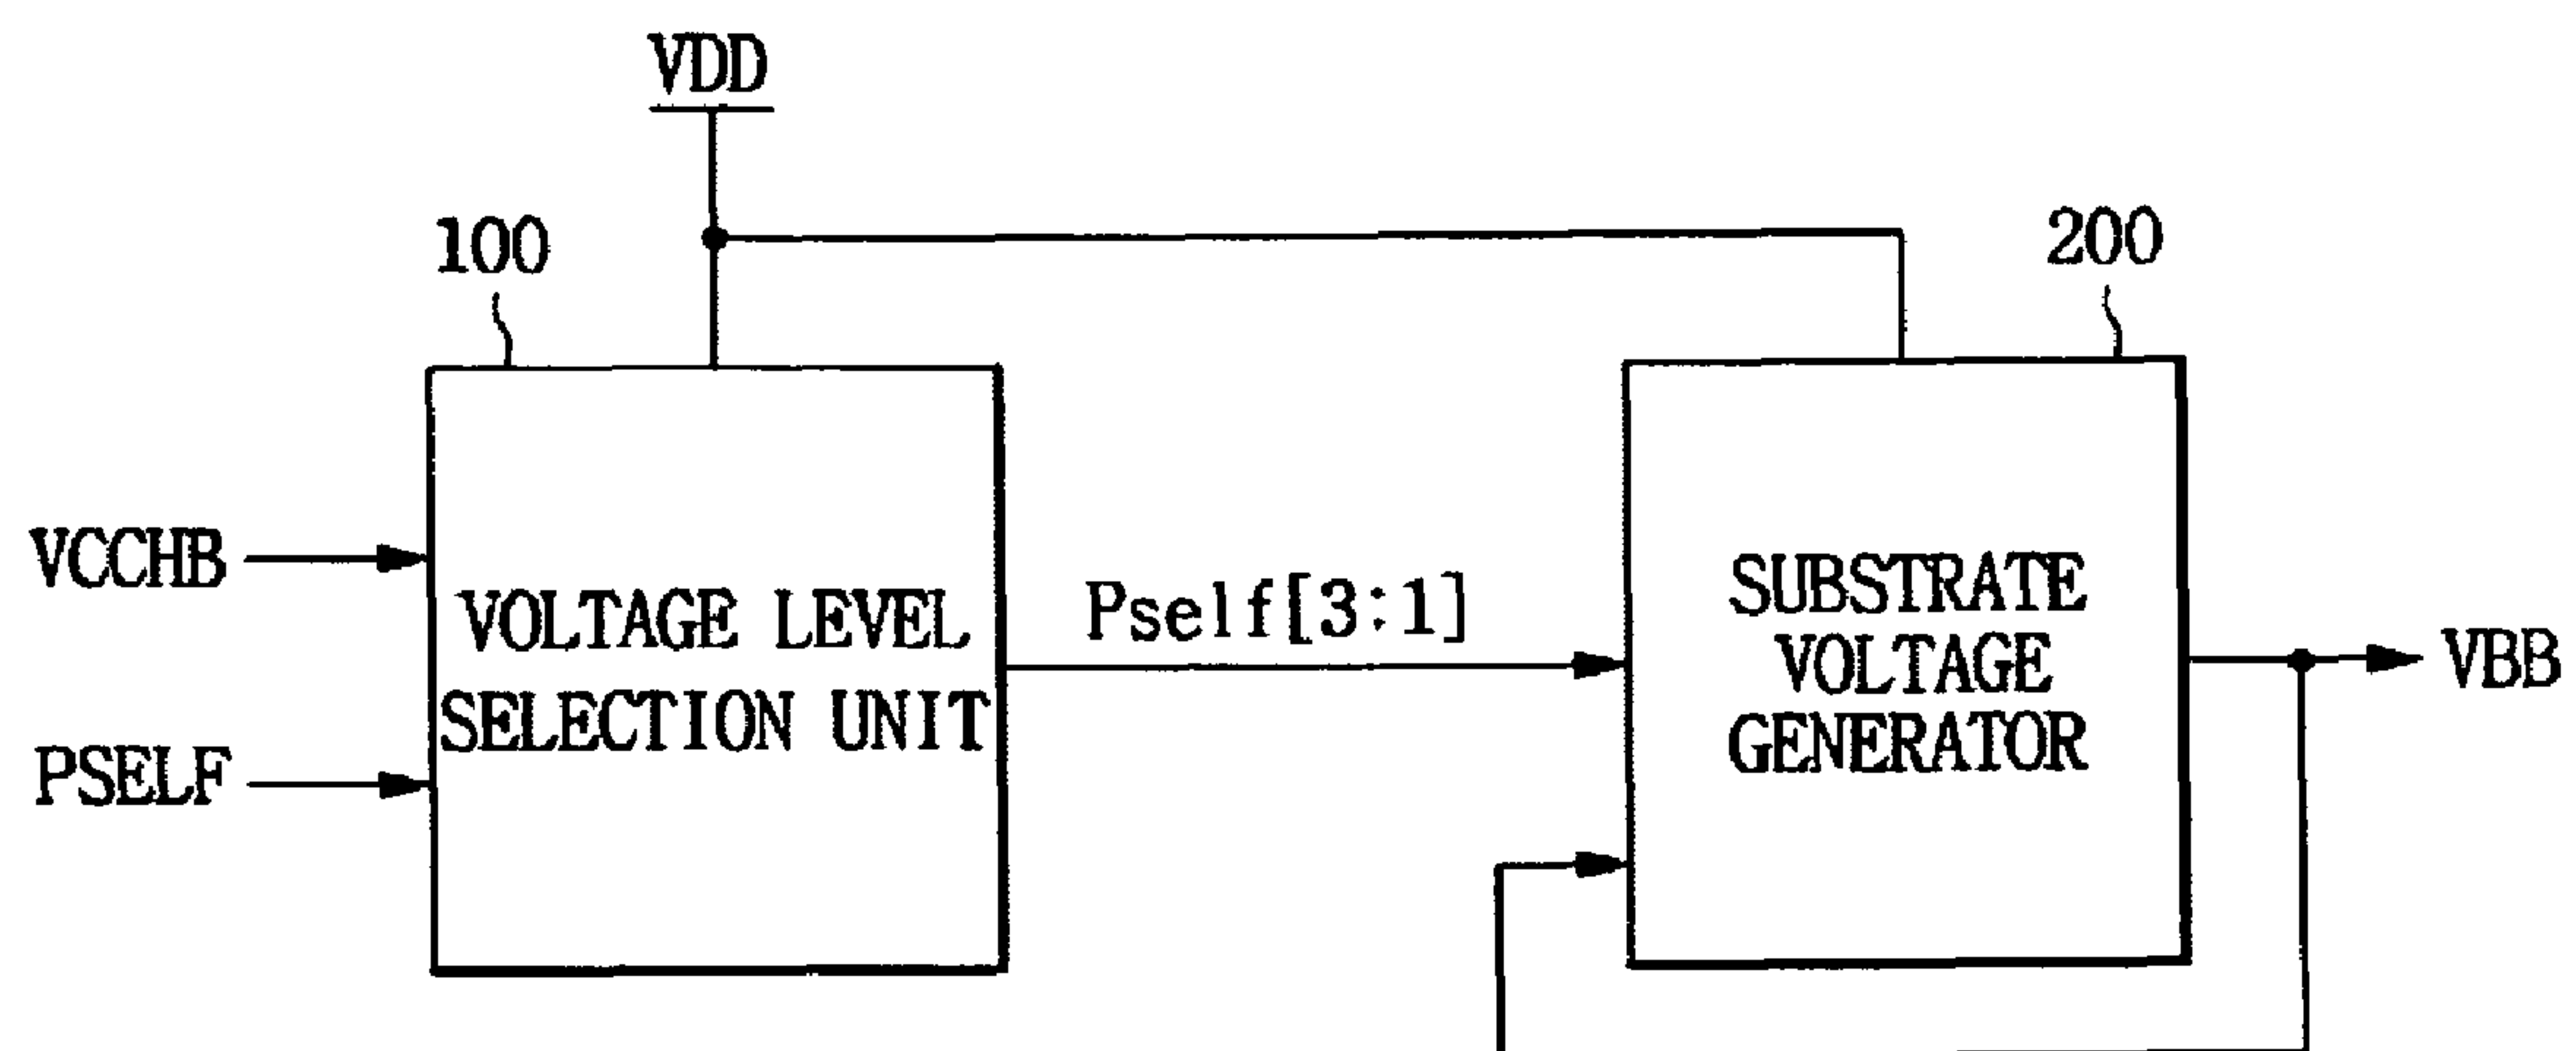 VDD
100
200
VCCHB
PSELF
VOLTAGE LEVEL
SELECTION UNIT
Pself[3:1]
SUBSTRATE
VOLTAGE
GENERATOR
VBB